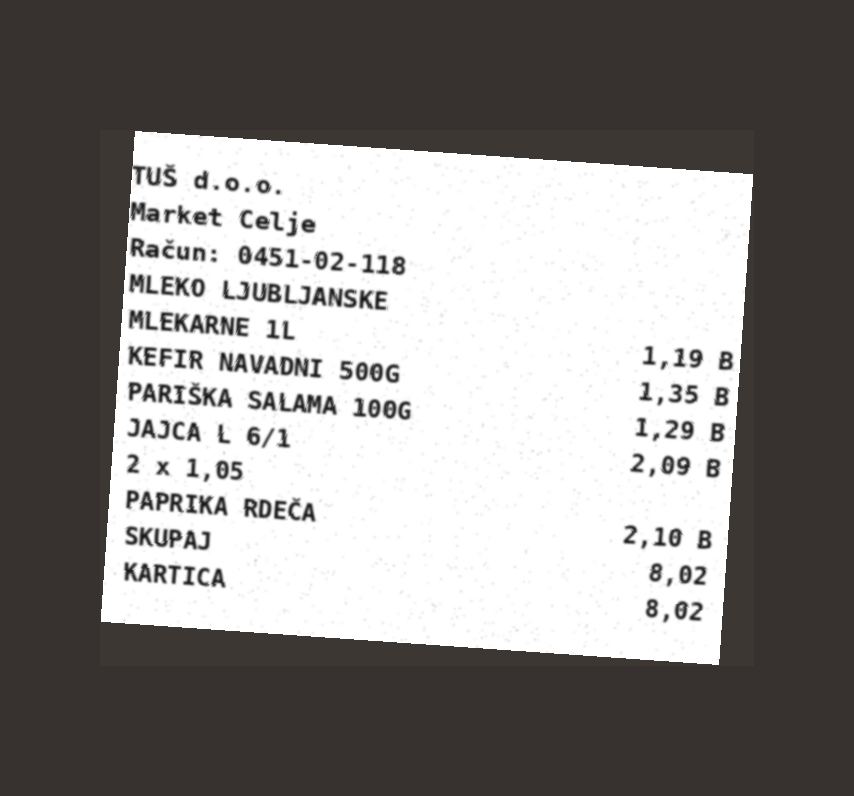 TUŠ d.o.o.
Market Celje
Račun: 0451-02-118
MLEKO LJUBLJANSKE
MLEKARNE 1L 1,19 B
KEFIR NAVADNI 500G 1,35 B
PARIŠKA SALAMA 100G 1,29 B
JAJCA L 6/1 2,09 B
2 x 1,05
PAPRIKA RDEČA 2,10 B
SKUPAJ 8,02
KARTICA 8,02